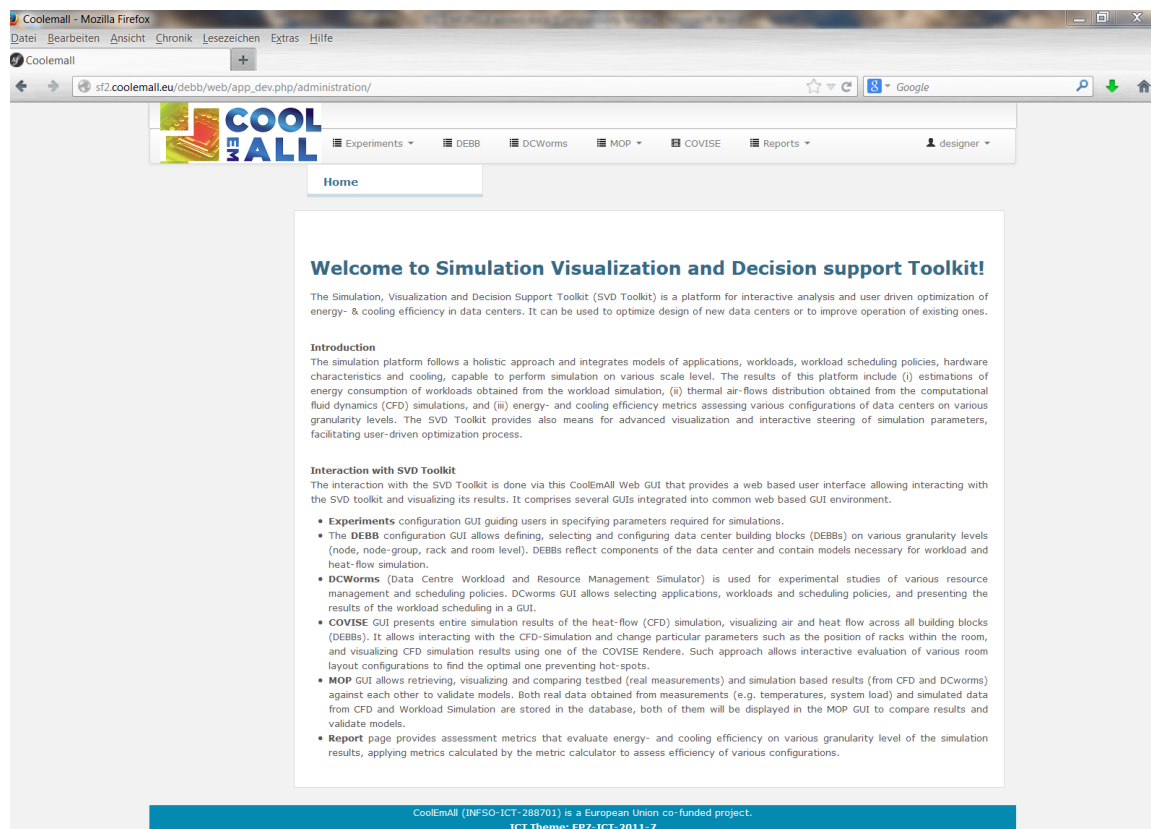 Coolemall - Mozilla Firefox
Datei Bearbeiten Ansicht Chronik Lesezeichen Extras Hilfe
Coolemall
sf2.coolemall.eu/debb/web/app_dev.php/administration/
Google
COOL
EM ALL
Experiments DEBB DCWorms MOP COVISE Reports designer
Home
Welcome to Simulation Visualization and Decision support Toolkit!
The Simulation, Visualization and Decision Support Toolkit (SVD Toolkit) is a platform for interactive analysis and user driven optimization of
energy- & cooling efficiency in data centers. It can be used to optimize design of new data centers or to improve operation of existing ones.
Introduction
The simulation platform follows a holistic approach and integrates models of applications, workloads, workload scheduling policies, hardware
characteristics and cooling, capable to perform simulation on various scale level. The results of this platform include (i) estimations of
energy consumption of workloads obtained from the workload simulation, (ii) thermal air-flows distribution obtained from the computational
fluid dynamics (CFD) simulations, and (iii) energy- and cooling efficiency metrics assessing various configurations of data centers on various
granularity levels. The SVD Toolkit provides also means for advanced visualization and interactive steering of simulation parameters,
facilitating user-driven optimization process.
Interaction with SVD Toolkit
The interaction with the SVD Toolkit is done via this CoolEmAll Web GUI that provides a web based user interface allowing interacting with
the SVD toolkit and visualizing its results. It comprises several GUIs integrated into common web based GUI environment.
• Experiments configuration GUI guiding users in specifying parameters required for simulations.
• The DEBB configuration GUI allows defining, selecting and configuring data center building blocks (DEBBs) on various granularity levels
(node, node-group, rack and room level). DEBBs reflect components of the data center and contain models necessary for workload and
heat-flow simulation.
• DCWorms (Data Centre Workload and Resource Management Simulator) is used for experimental studies of various resource
management and scheduling policies. DCworms GUI allows selecting applications, workloads and scheduling policies, and presenting the
results of the workload scheduling in a GUI.
• COVISE GUI presents entire simulation results of the heat-flow (CFD) simulation, visualizing air and heat flow across all building blocks
(DEBBs). It allows interacting with the CFD-Simulation and change particular parameters such as the position of racks within the room,
and visualizing CFD simulation results using one of the COVISE Rendere. Such approach allows interactive evaluation of various room
layout configurations to find the optimal one preventing hot-spots.
• MOP GUI allows retrieving, visualizing and comparing testbed (real measurements) and simulation based results (from CFD and DCworms)
against each other to validate models. Both real data obtained from measurements (e.g. temperatures, system load) and simulated data
from CFD and Workload Simulation are stored in the database, both of them will be displayed in the MOP GUI to compare results and
validate models.
• Report page provides assessment metrics that evaluate energy- and cooling efficiency on various granularity level of the simulation
results, applying metrics calculated by the metric calculator to assess efficiency of various configurations.
CoolEmAll (INFSO-ICT-288701) is a European Union co-funded project.
ICT Theme: FP7-ICT-2011-7